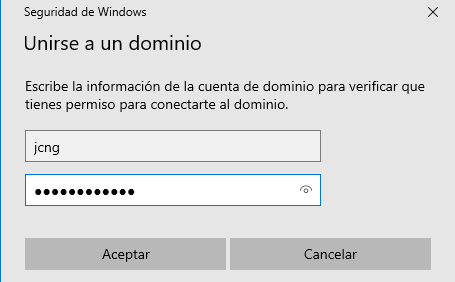 Seguridad de Windows
Unirse a un dominio
Escribe la información de la cuenta de dominio para verificar que
tienes permiso para conectarte al dominio.
jcng
●●●●●●●●●●●●
Aceptar Cancelar